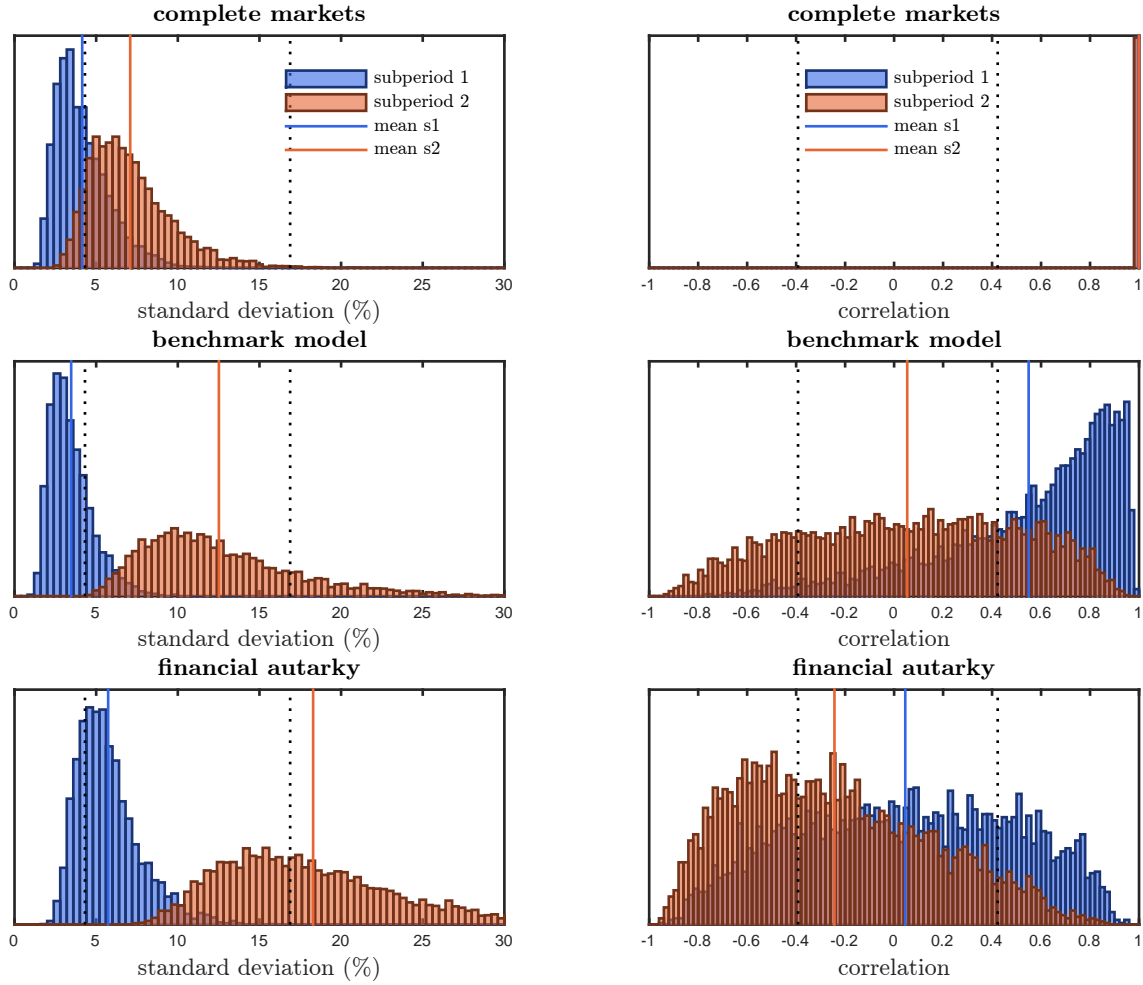 complete markets
subperiod 1
subperiod 2
mean s1
mean s2
0 5 10 15 20 25 30
standard deviation (%)
complete markets
subperiod 1
subperiod 2
mean s1
mean s2
-1 -0.8 -0.6 -0.4 -0.2 0 0.2 0.4 0.6 0.8 1
correlation
benchmark model
0 5 10 15 20 25 30
standard deviation (%)
benchmark model
-1 -0.8 -0.6 -0.4 -0.2 0 0.2 0.4 0.6 0.8 1
correlation
financial autarky
0 5 10 15 20 25 30
standard deviation (%)
financial autarky
-1 -0.8 -0.6 -0.4 -0.2 0 0.2 0.4 0.6 0.8 1
correlation